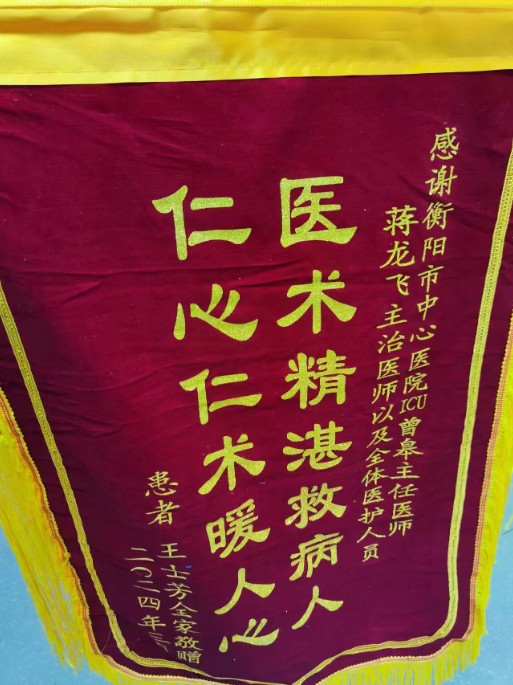 感谢衡阳市中心医院ICU曾皋主任医师
蒋龙飞主治医师以及全体医护人员
医术精湛救病人
仁心仁术暖人心
患者 王士芳全家敬赠
二〇二四年